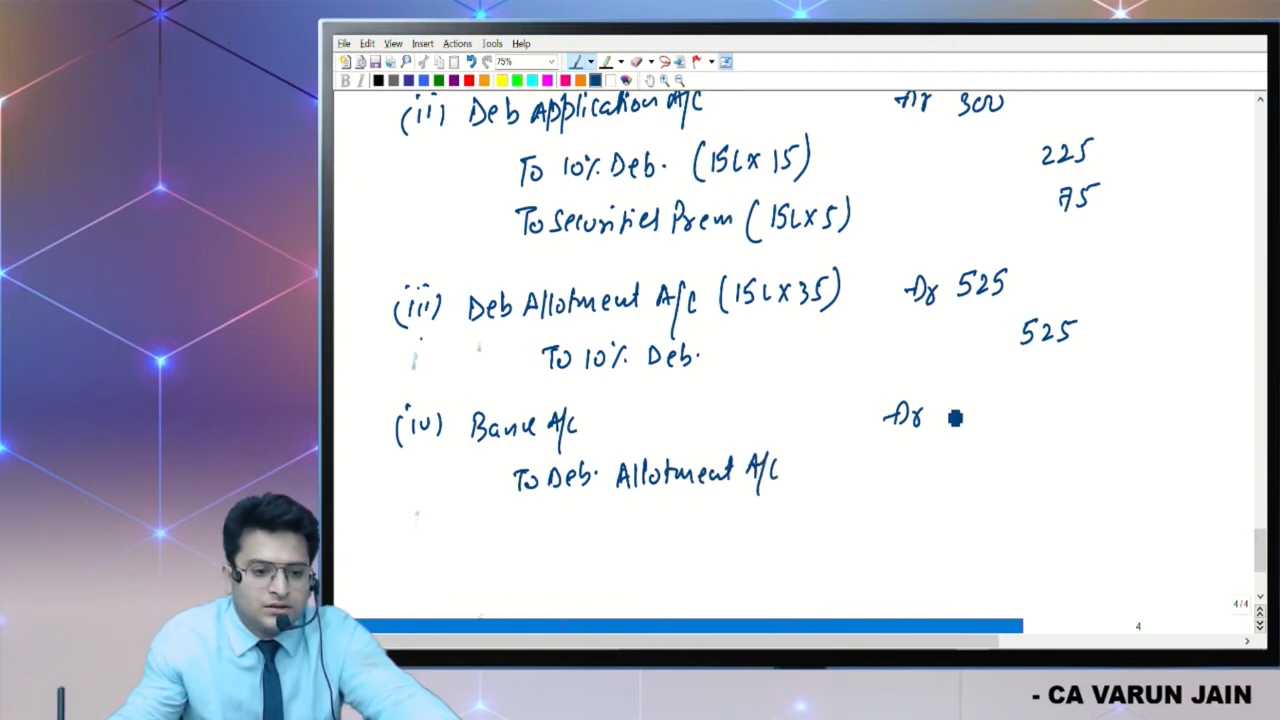 File Edit View Insert Actions Tools Help
75%
B I
(ii) Deb Application A/C Dr 300
To 10% Deb. (15L x 15) 225
To Securities Prem (15L x 5) 75
(iii) Deb Allotment A/C (15L x 35) Dr 525
To 10% Deb. 525
(iv) Bank A/C Dr
To Deb. Allotment A/C
4/4
4
- CA VARUN JAIN